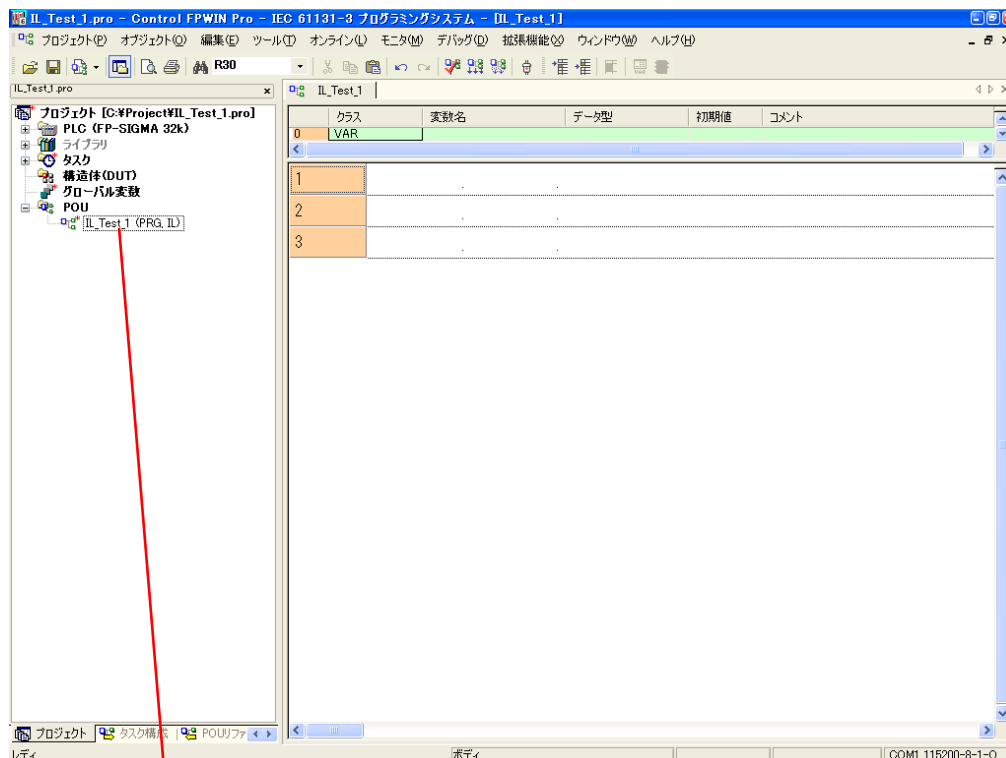 IL_Test_1.pro - Control FPWIN Pro - IEC 61131-3 プログラミングシステム - [IL_Test_1]
プロジェクト(P) オブジェクト(O) 編集(E) ツール(T) オンライン(L) モニタ(M) デバッグ(D) 拡張機能(X) ウィンドウ(W) ヘルプ(H)
R30
IL_Test_1.pro
IL_Test_1
プロジェクト [C:¥Project¥IL_Test_1.pro]
PLC (FP-SIGMA 32k)
ライブラリ
タスク
構造体(DUT)
グローバル変数
POU
IL_Test_1 (PRG, IL)
クラス 変数名 データ型 初期値 コメント
0 VAR
1
2
3
プロジェクト タスク構成 POUリファ
レディ ボディ COM1 115200-8-1-O